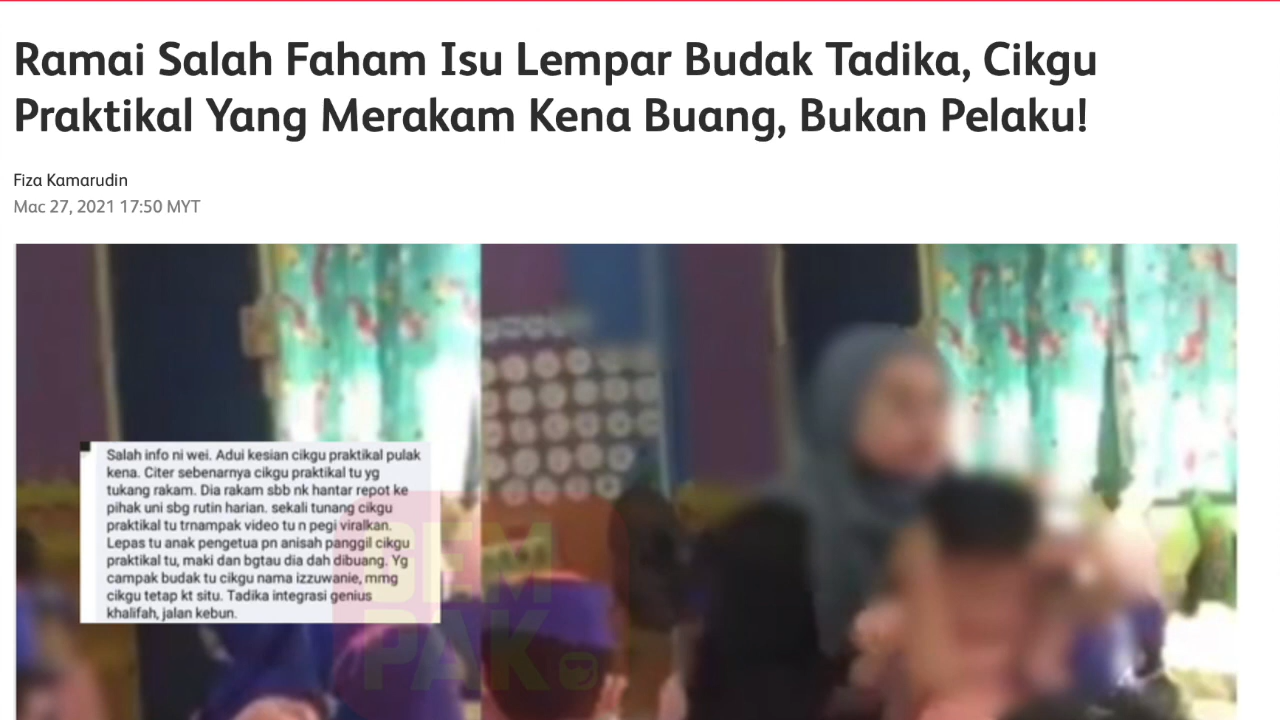 Ramai Salah Faham Isu Lempar Budak Tadika, Cikgu
Praktikal Yang Merakam Kena Buang, Bukan Pelaku!
Fiza Kamarudin
Mac 27, 2021 17:50 MYT
Salah info ni wei. Adui kesian cikgu praktikal pulak
kena. Citer sebenarnya cikgu praktikal tu yg
tukang rakam. Dia rakam sbb nk hantar repot ke
pihak uni sbg rutin harian. sekali tunang cikgu
praktikal tu trnampak video tu n pegi viralkan.
Lepas tu anak pengetua pn anisah panggil cikgu
praktikal tu, maki dan bgtau dia dah dibuang. Yg
campak budak tu cikgu nama izzuwanie, mmg
cikgu tetap kt situ. Tadika integrasi genius
khalifah, jalan kebun.
GEM
PAK